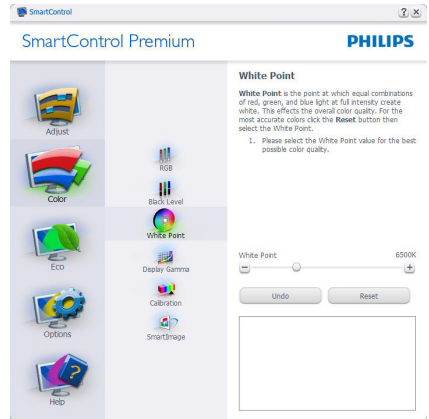 SmartControl
SmartControl Premium
PHILIPS
Adjust
Color
Eco
Options
Help
RGB
Black Level
White Point
Display Gamma
Calibration
SmartImage
White Point
White Point is the point at which equal combinations
of red, green, and blue light at full intensity create
white. This effects the overall color quality. For the
most accurate colors click the Reset button then
select the White Point.
1. Please select the White Point value for the best
possible color quality.
White Point 6500K
Undo Reset